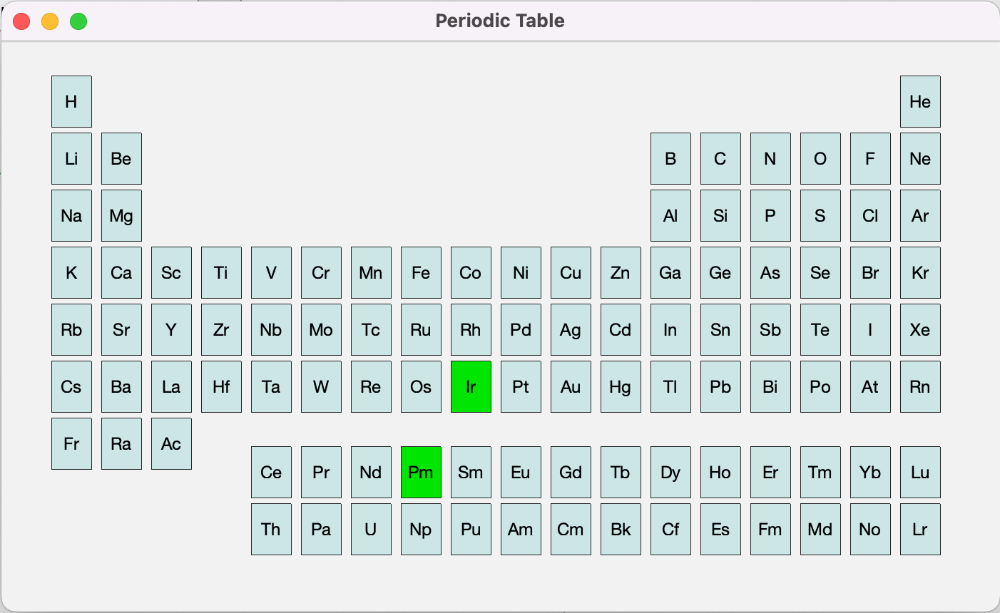 Periodic Table
H He
Li Be B C N O F Ne
Na Mg Al Si P S Cl Ar
K Ca Sc Ti V Cr Mn Fe Co Ni Cu Zn Ga Ge As Se Br Kr
Rb Sr Y Zr Nb Mo Tc Ru Rh Pd Ag Cd In Sn Sb Te I Xe
Cs Ba La Hf Ta W Re Os Ir Pt Au Hg Tl Pb Bi Po At Rn
Fr Ra Ac
Ce Pr Nd Pm Sm Eu Gd Tb Dy Ho Er Tm Yb Lu
Th Pa U Np Pu Am Cm Bk Cf Es Fm Md No Lr